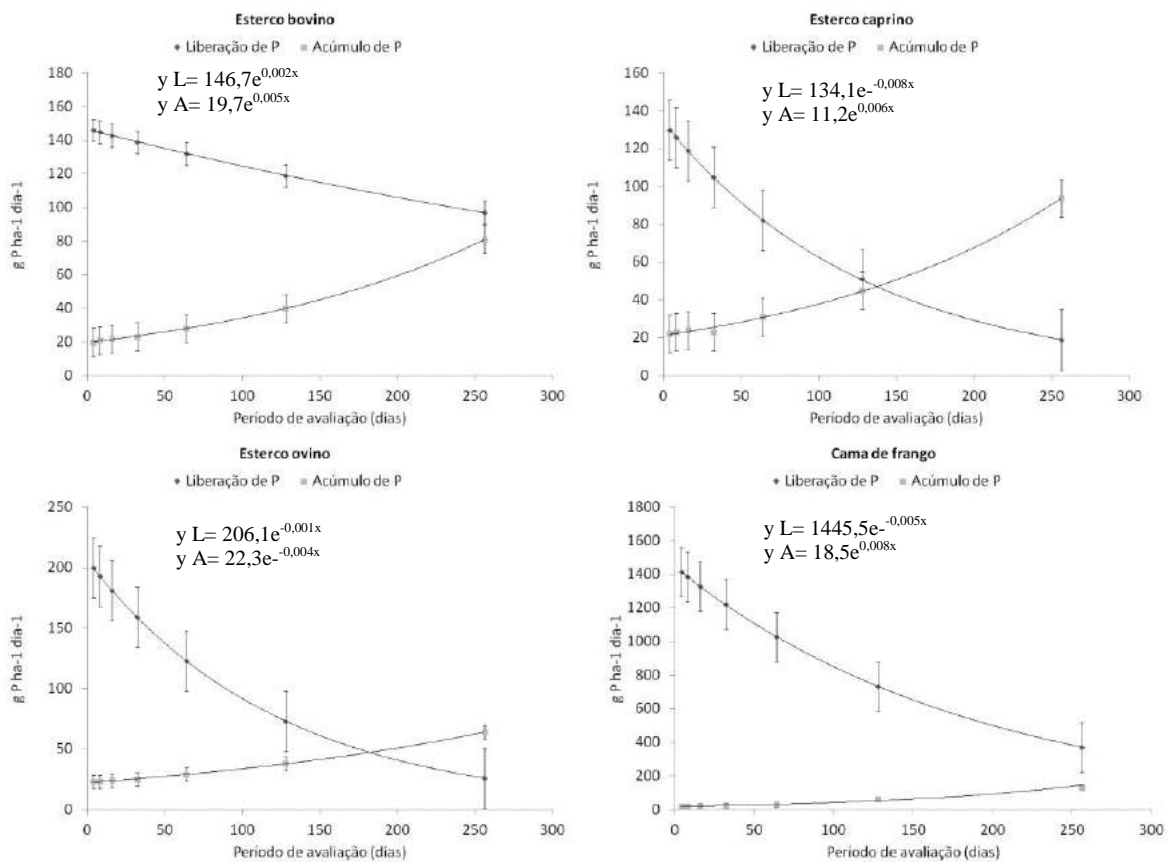 Esterco bovino
Liberação de P Acúmulo de P
y L= 146,7e0,002x
y A= 19,7e0,005x
180
160
140
120
100
80
60
40
20
0
g P ha-1 dia-1
0 50 100 150 200 250 300
Período de avaliação (dias)
Esterco caprino
Liberação de P Acúmulo de P
y L= 134,1e--0,008x
y A= 11,2e0,006x
160
140
120
100
80
60
40
20
0
g P ha-1 dia-1
0 50 100 150 200 250 300
Período de avaliação (dias)
Esterco ovino
Liberação de P Acúmulo de P
y L= 206,1e-0,001x
y A= 22,3e--0,004x
250
200
150
100
50
0
g P ha-1 dia-1
0 50 100 150 200 250 300
Período de avaliação (dias)
Cama de frango
Liberação de P Acúmulo de P
y L= 1445,5e--0,005x
y A= 18,5e0,008x
1800
1600
1400
1200
1000
800
600
400
200
0
g P ha-1 dia-1
0 50 100 150 200 250 300
Período de avaliação (dias)